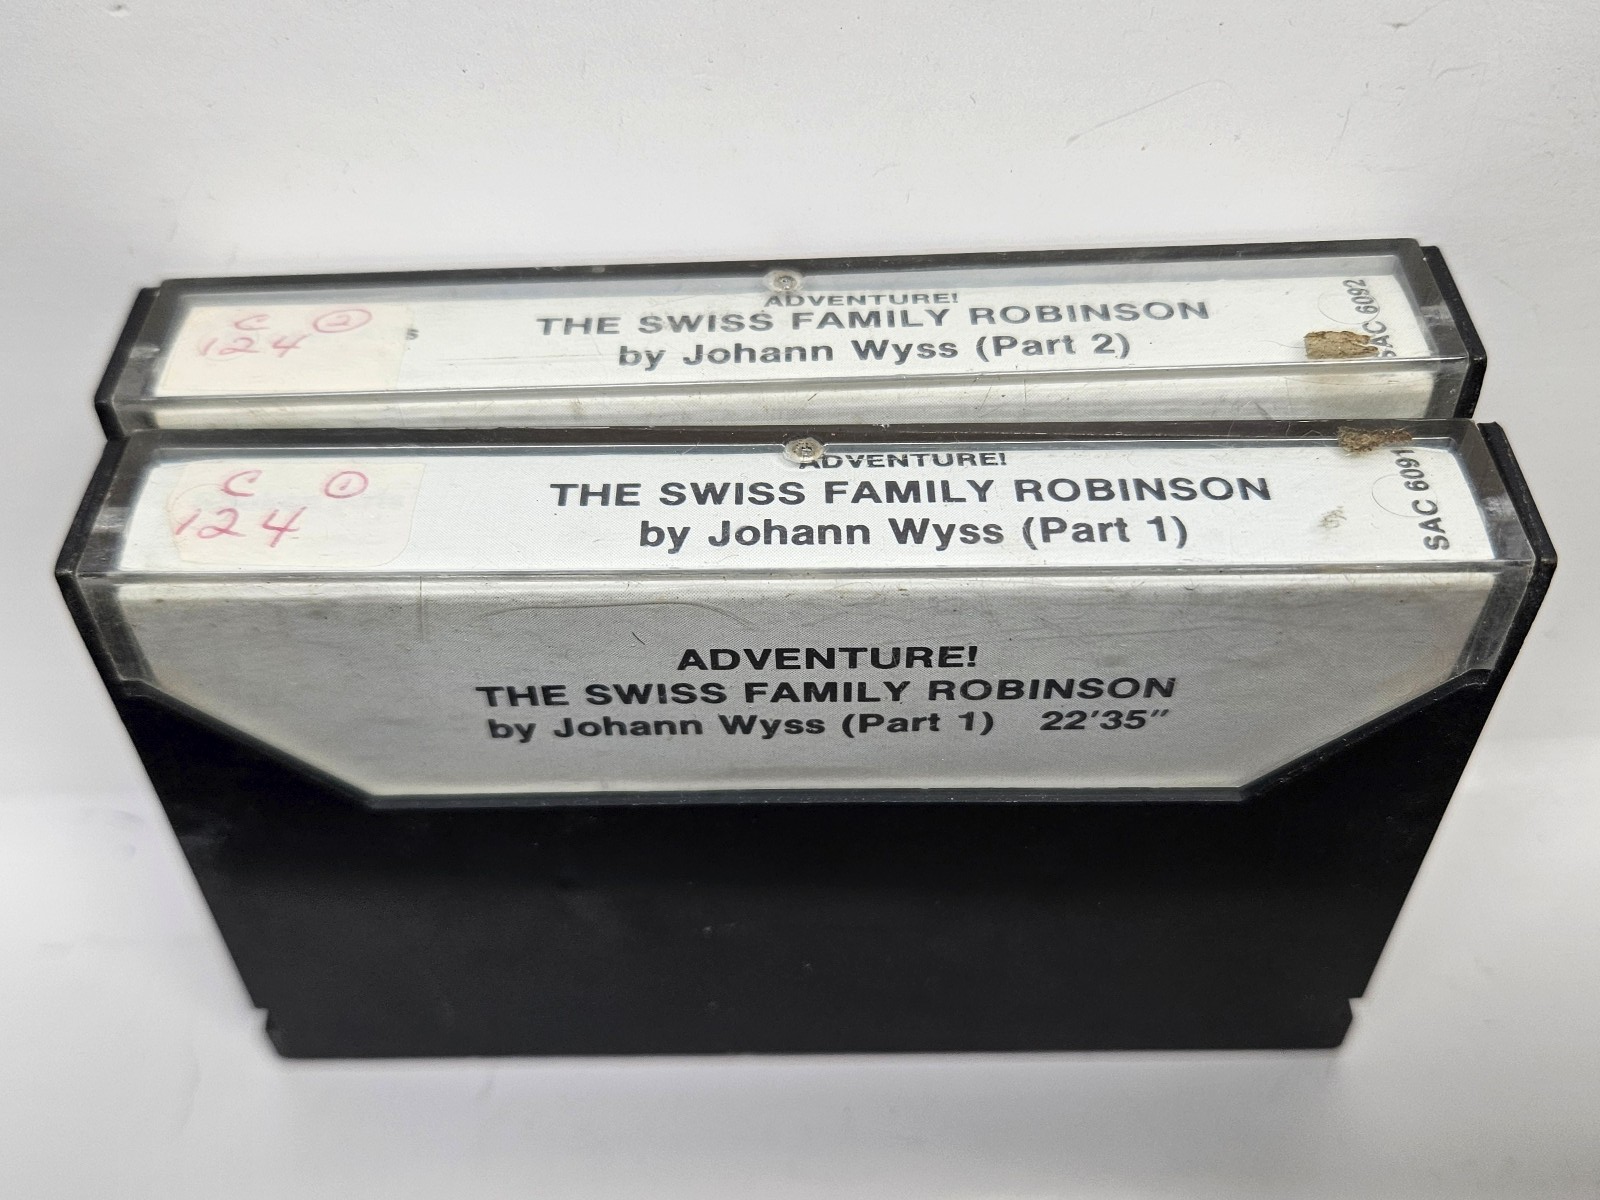 C ②
124
s
ADVENTURE!
THE SWISS FAMILY ROBINSON
by Johann Wyss (Part 2)
SAC 6092
C ①
124
ADVENTURE!
THE SWISS FAMILY ROBINSON
by Johann Wyss (Part 1)
SAC 6091
ADVENTURE!
THE SWISS FAMILY ROBINSON
by Johann Wyss (Part 1) 22'35"